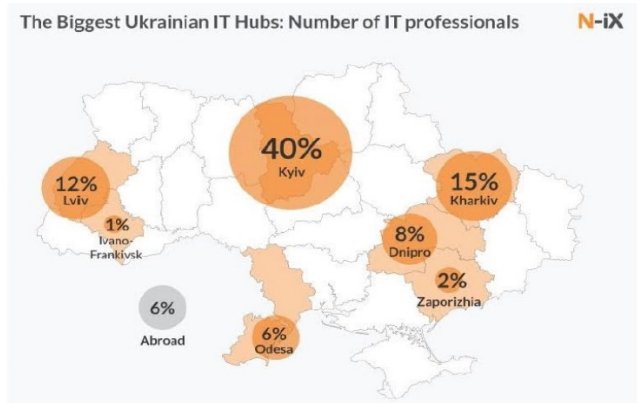 The Biggest Ukrainian IT Hubs: Number of IT professionals
N-iX
40%
Kyiv
12%
Lviv
15%
Kharkiv
1%
Ivano-
Frankivsk
8%
Dnipro
2%
Zaporizhia
6%
Abroad
6%
Odesa